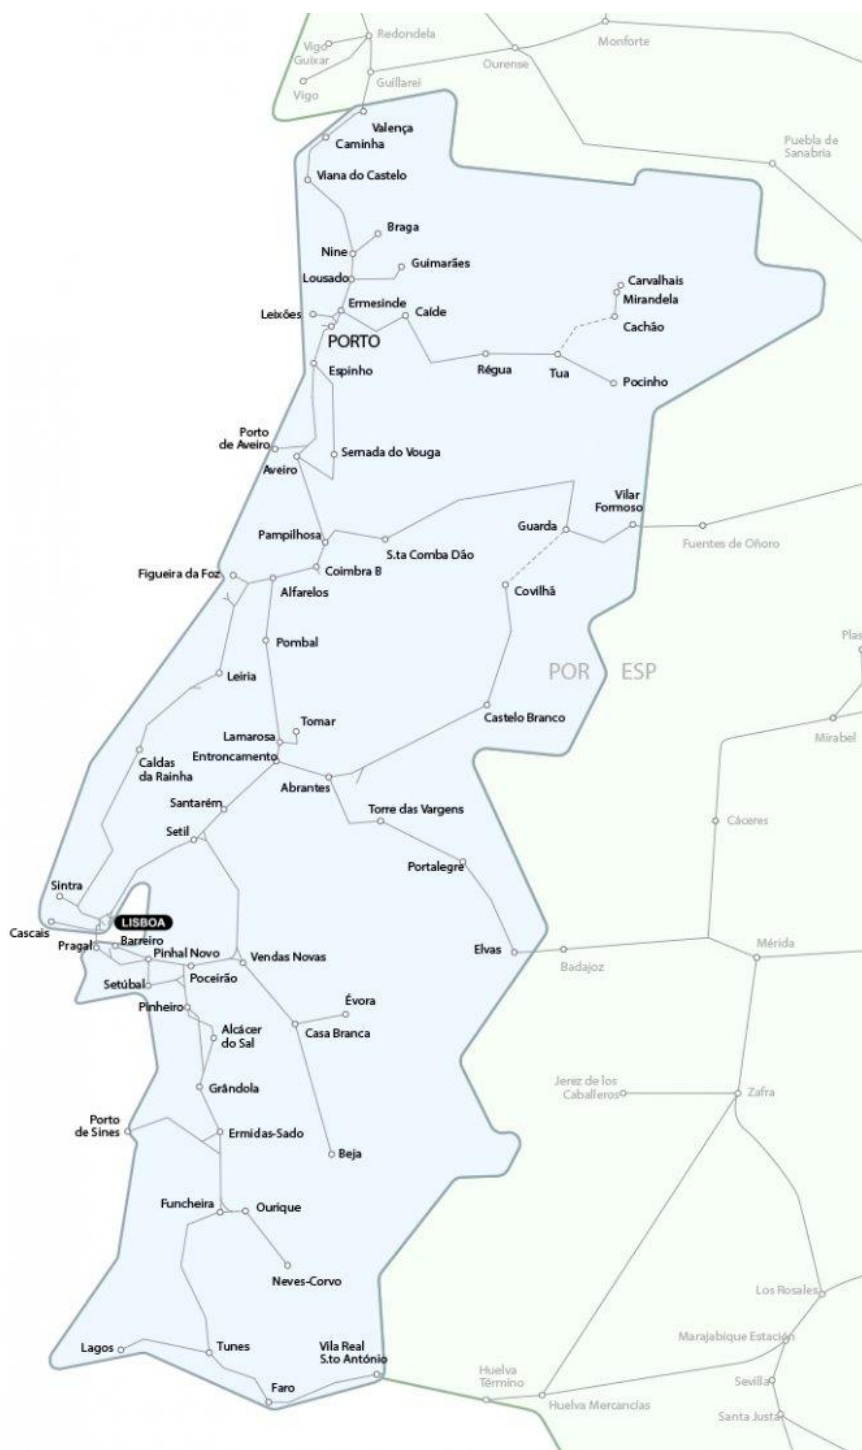 Redondela
Vigo
Guixar
Monforte
Ourense
Guillarei
Vigo
Valença
Caminha
Puebla de
Sanabria
Viana do Castelo
Braga
Nine
Guimarães
Lousado
Carvalhais
Mirandela
Ermesinde
Leixões
Caíde
Cachão
PORTO
Espinho
Régua
Tua
Pocinho
Porto
de Aveiro
Sernada do Vouga
Aveiro
Vilar
Formoso
Guarda
Pampilhosa
Fuentes de Oñoro
S.ta Comba Dão
Coimbra B
Figueira da Foz
Alfarelos
Covilhã
Pombal
Plas
POR
ESP
Leiria
Castelo Branco
Tomar
Lamarosa
Mirabel
Entroncamento
Caldas
da Rainha
Abrantes
Santarém
Torre das Vargens
Cáceres
Setil
Portalegre
Sintra
LISBOA
Cascais
Barreiro
Pragal
Pinhal Novo
Elvas
Mérida
Vendas Novas
Badajoz
Poceirão
Setúbal
Évora
Pinheiro
Casa Branca
Alcácer
do Sal
Jerez de los
Caballeros
Zafra
Grândola
Porto
de Sines
Ermidas-Sado
Beja
Funcheira
Ourique
Neves-Corvo
Los Rosales
Marajabique Estación
Lagos
Tunes
Vila Real
S.to António
Huelva
Término
Sevilla
Faro
Huelva Mercancías
Santa Justa